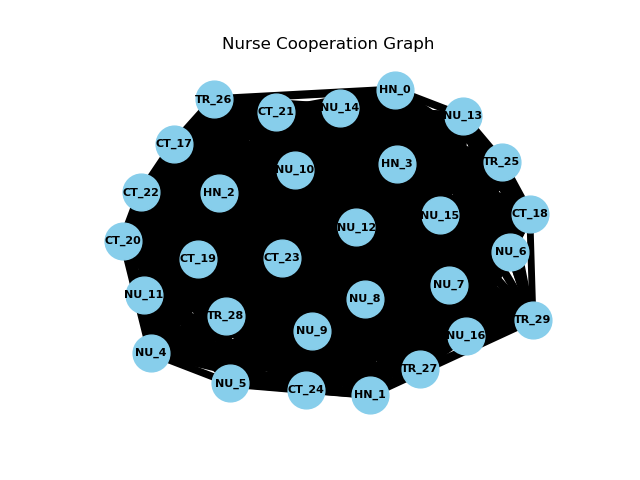 Nurse Cooperation Graph
HN_0
TR_26
NU_14
CT_21
NU_13
CT_17
TR_25
HN_3
NU_10
CT_22
HN_2
CT_18
NU_15
NU_12
CT_20
NU_6
CT_23
CT_19
NU_7
NU_11
NU_8
TR_28
TR_29
NU_9
NU_16
NU_4
TR_27
NU_5
CT_24
HN_1